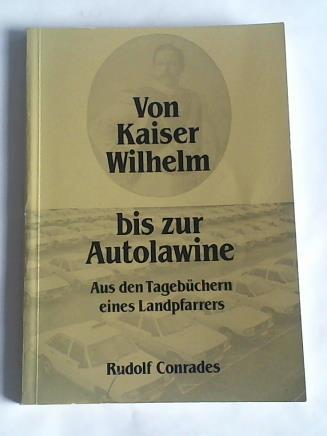 Von
Kaiser
Wilhelm
bis zur
Autolawine
Aus den Tagebüchern
eines Landpfarrers
Rudolf Conrades